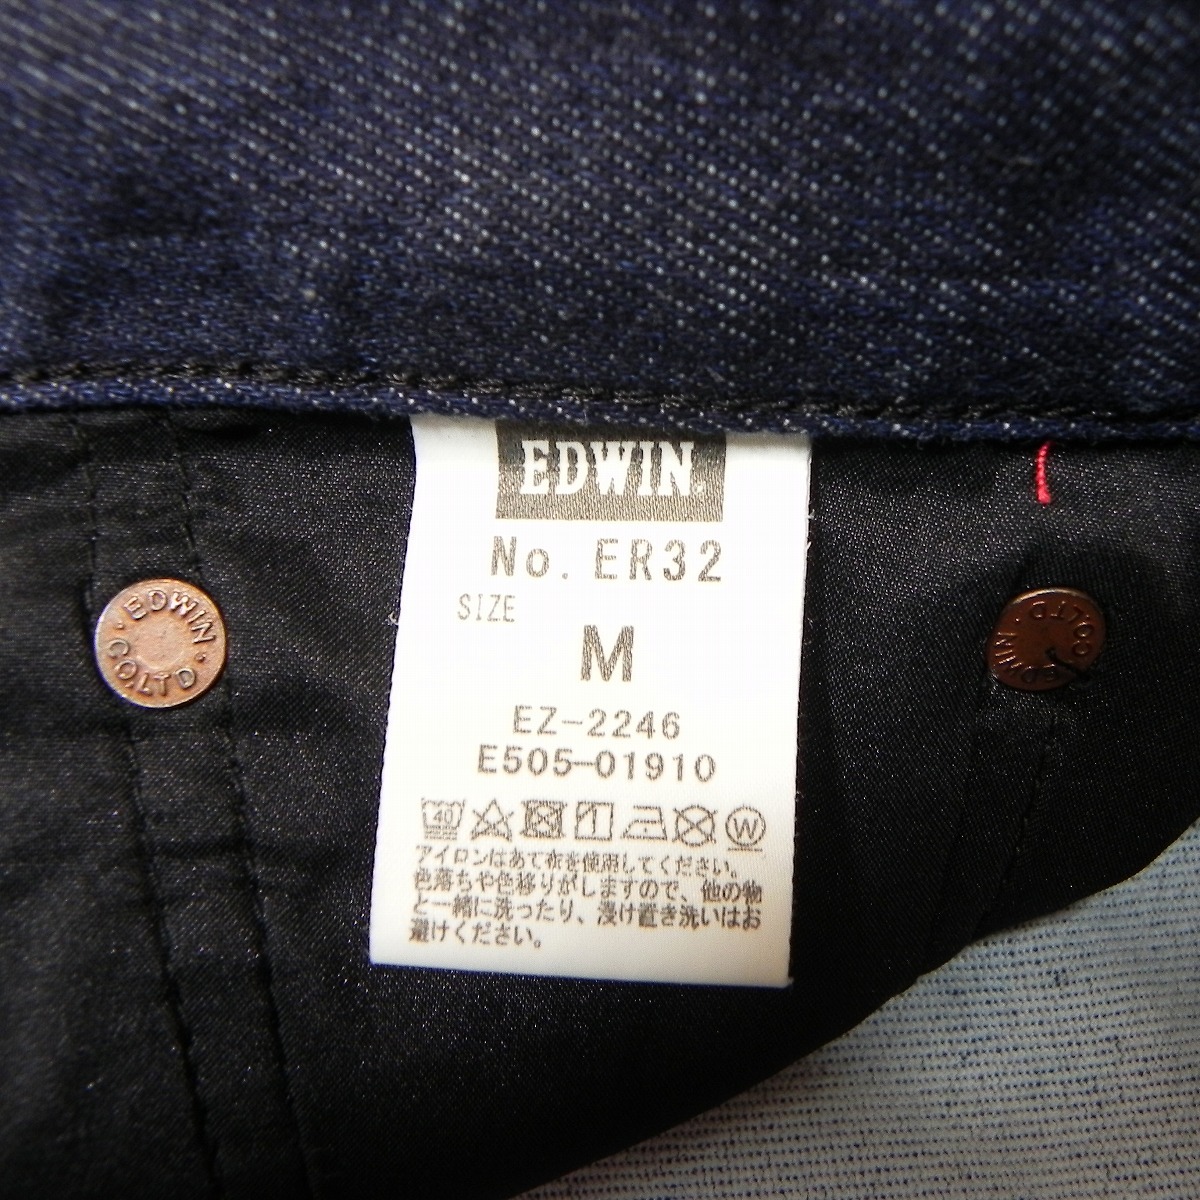 EDWIN.
No. ER32
SIZE
M
EZ-2246
E505-01910
40 W
アイロンはあて布を使用してください。
色落ちや色移りがしますので、他の物
と一緒に洗ったり、浸け置き洗いはお
避けください。
EDWIN
CO.LTD
EDWIN
CO.LTD